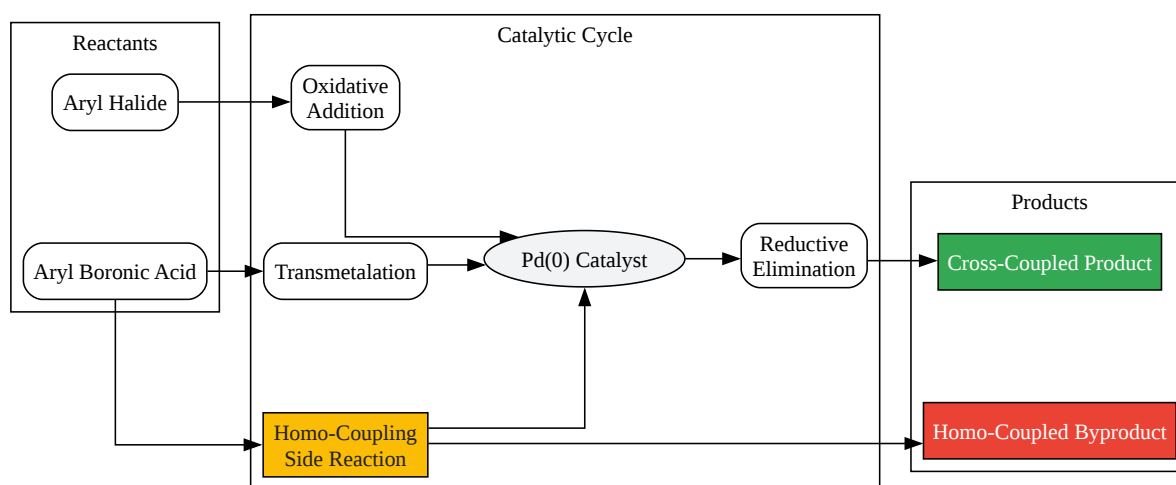 Reactants
Catalytic Cycle
Aryl Halide
Oxidative
Addition
Products
Aryl Boronic Acid
Transmetalation
Pd(0) Catalyst
Reductive
Elimination
Cross-Coupled Product
Homo-Coupling
Side Reaction
Homo-Coupled Byproduct